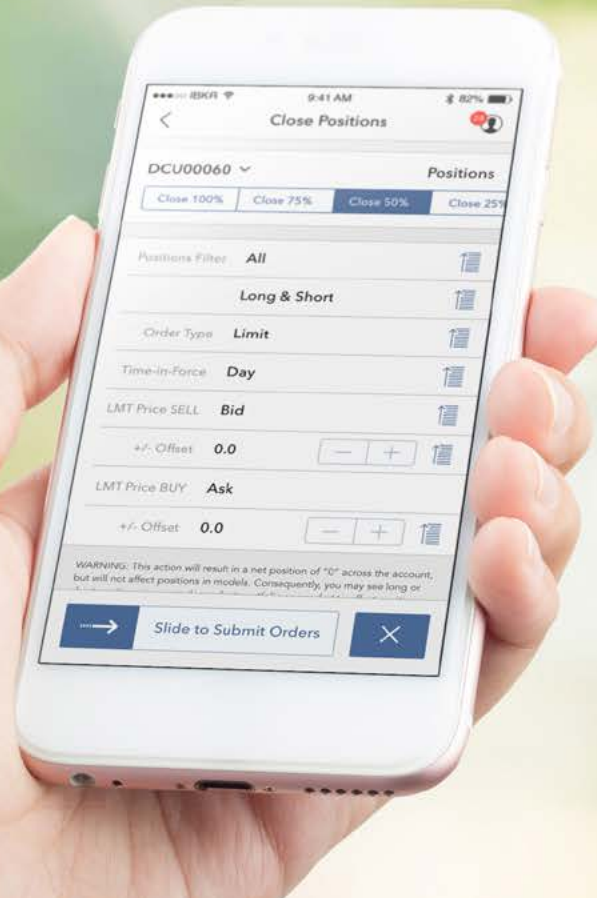 IBKR 9:41 AM 82%
Close Positions
DCU00060 Positions
Close 100% Close 75% Close 50% Close 25%
Positions Filter All
Long & Short
Order Type Limit
Time-in-Force Day
LMT Price SELL Bid
+/- Offset 0.0 − +
LMT Price BUY Ask
+/- Offset 0.0 − +
WARNING: This action will result in a net position of "0" across the account,
but will not affect positions in models. Consequently, you may see long or
Slide to Submit Orders